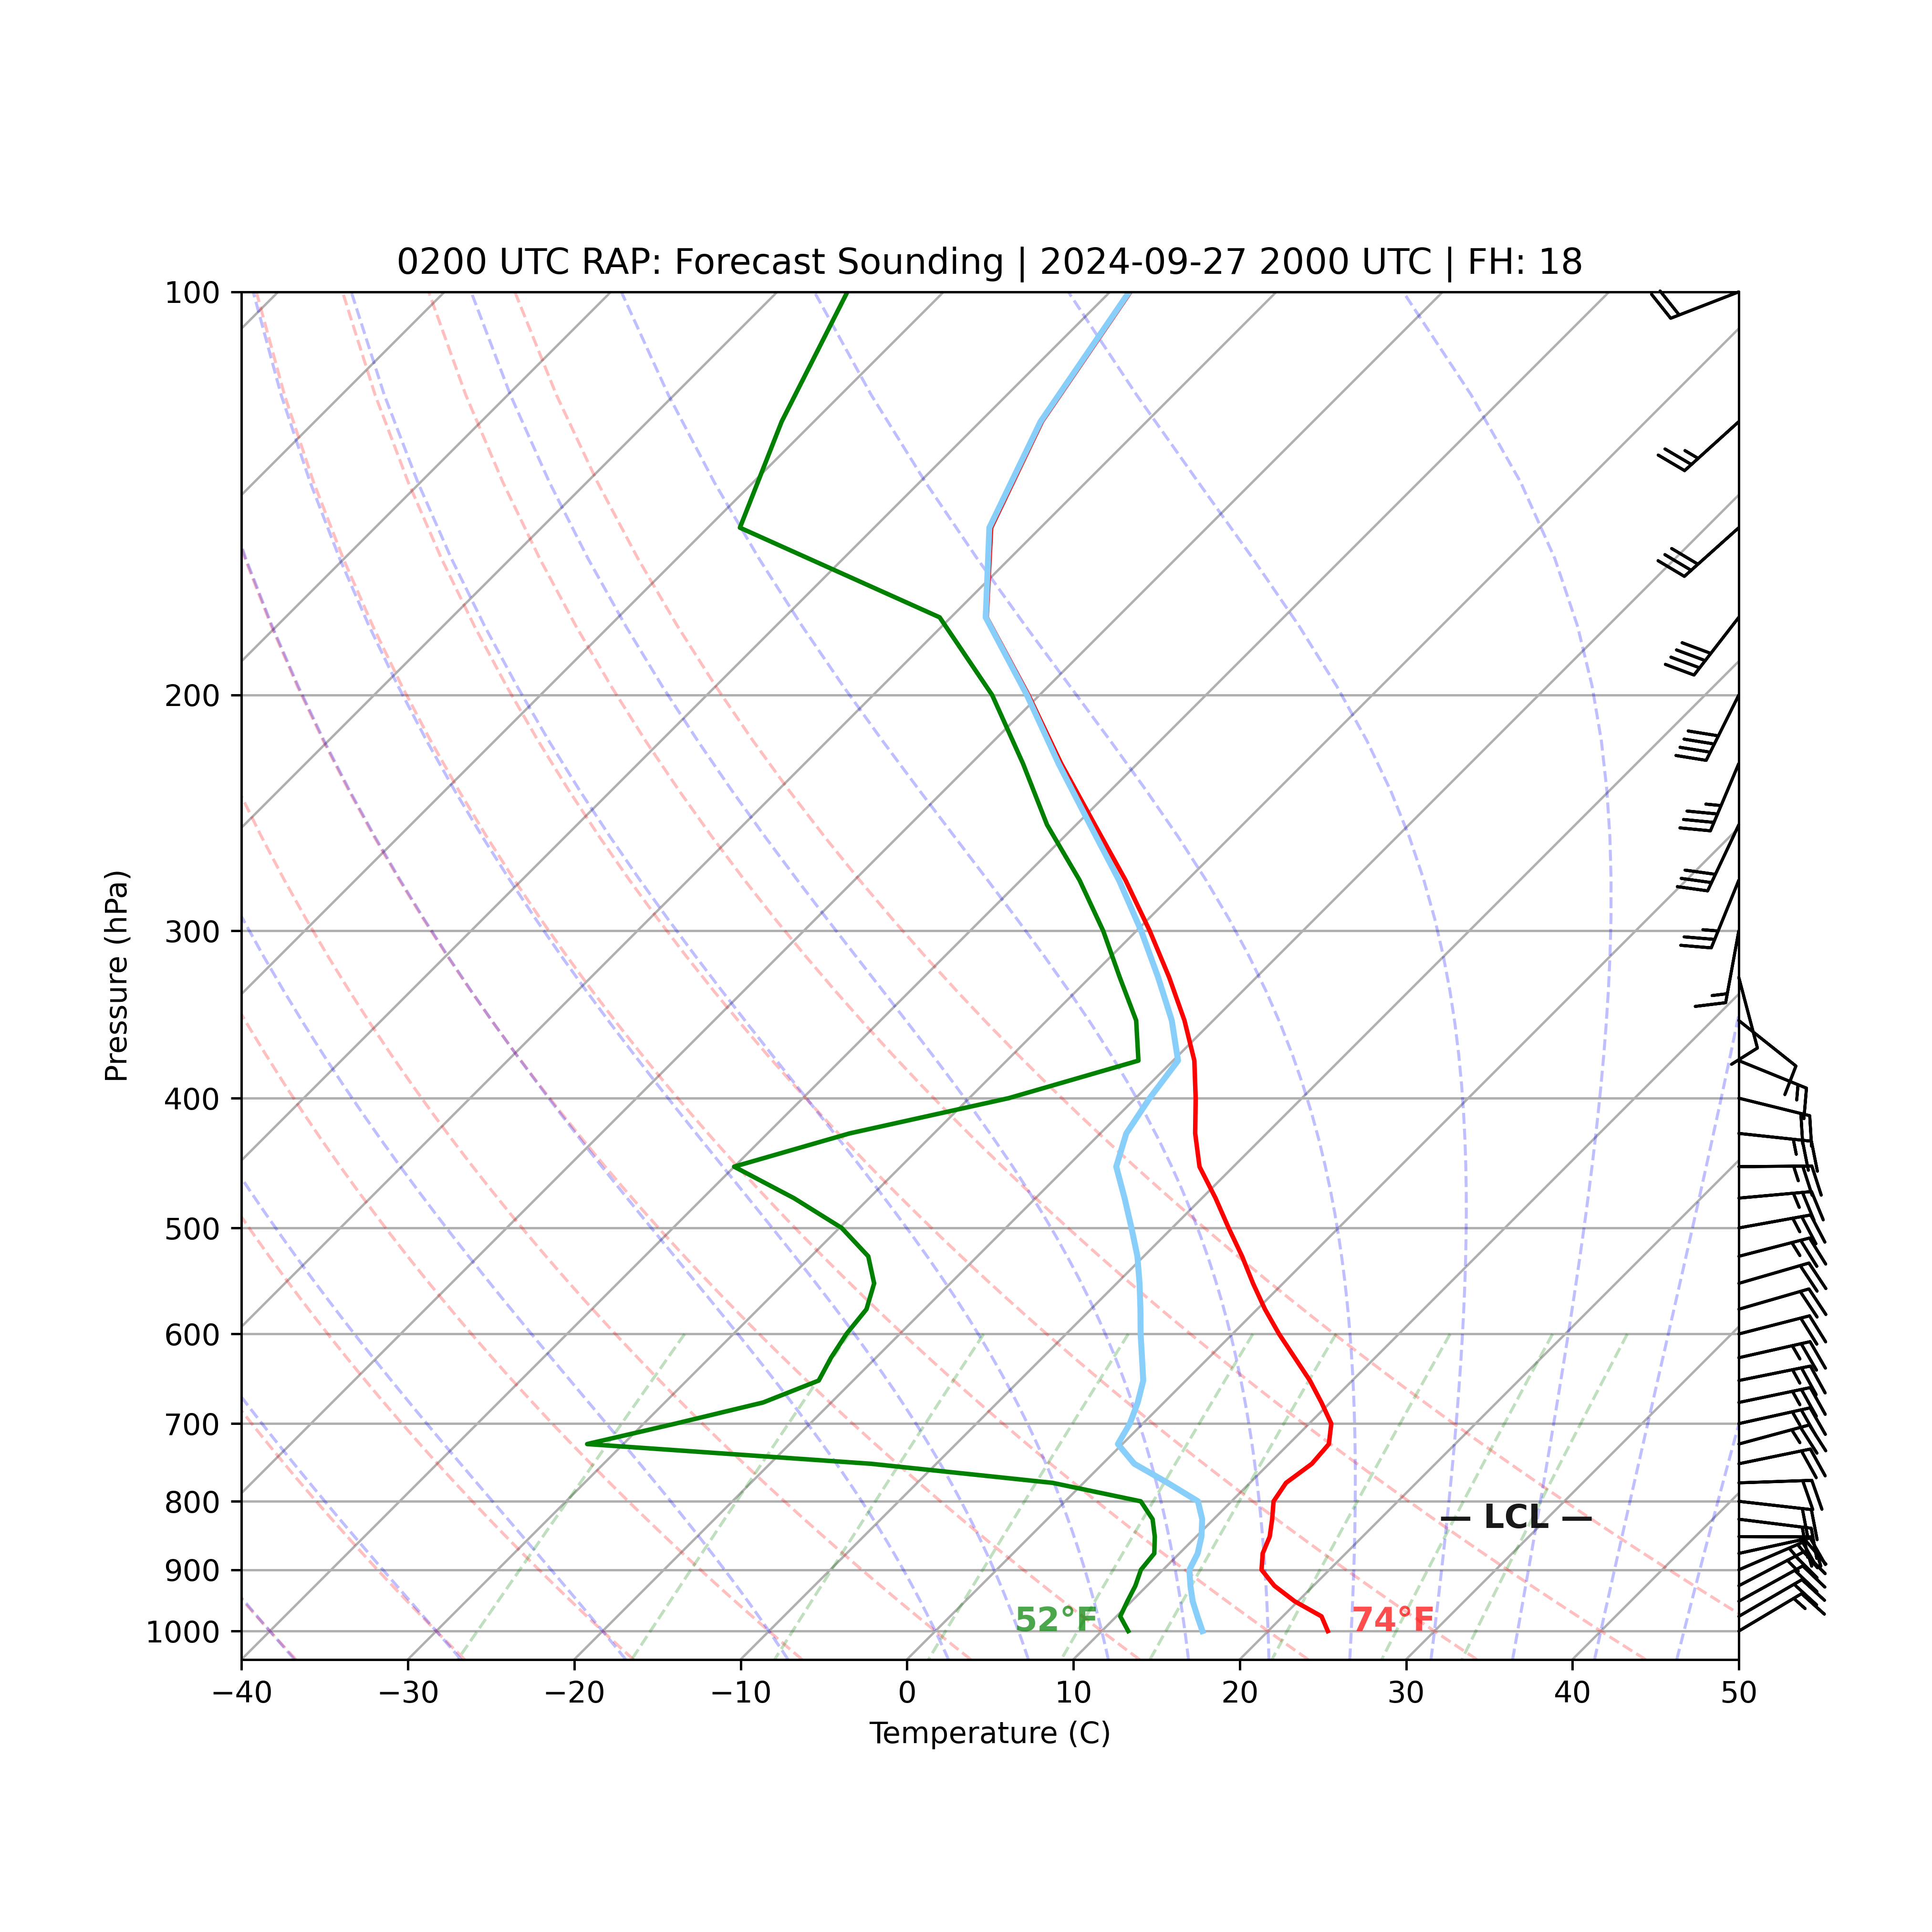 0200 UTC RAP: Forecast Sounding | 2024-09-27 2000 UTC | FH: 18
100
200
300
400
500
600
700
800
900
1000
Pressure (hPa)
— LCL —
52°F
74°F
−40 −30 −20 −10 0 10 20 30 40 50
Temperature (C)